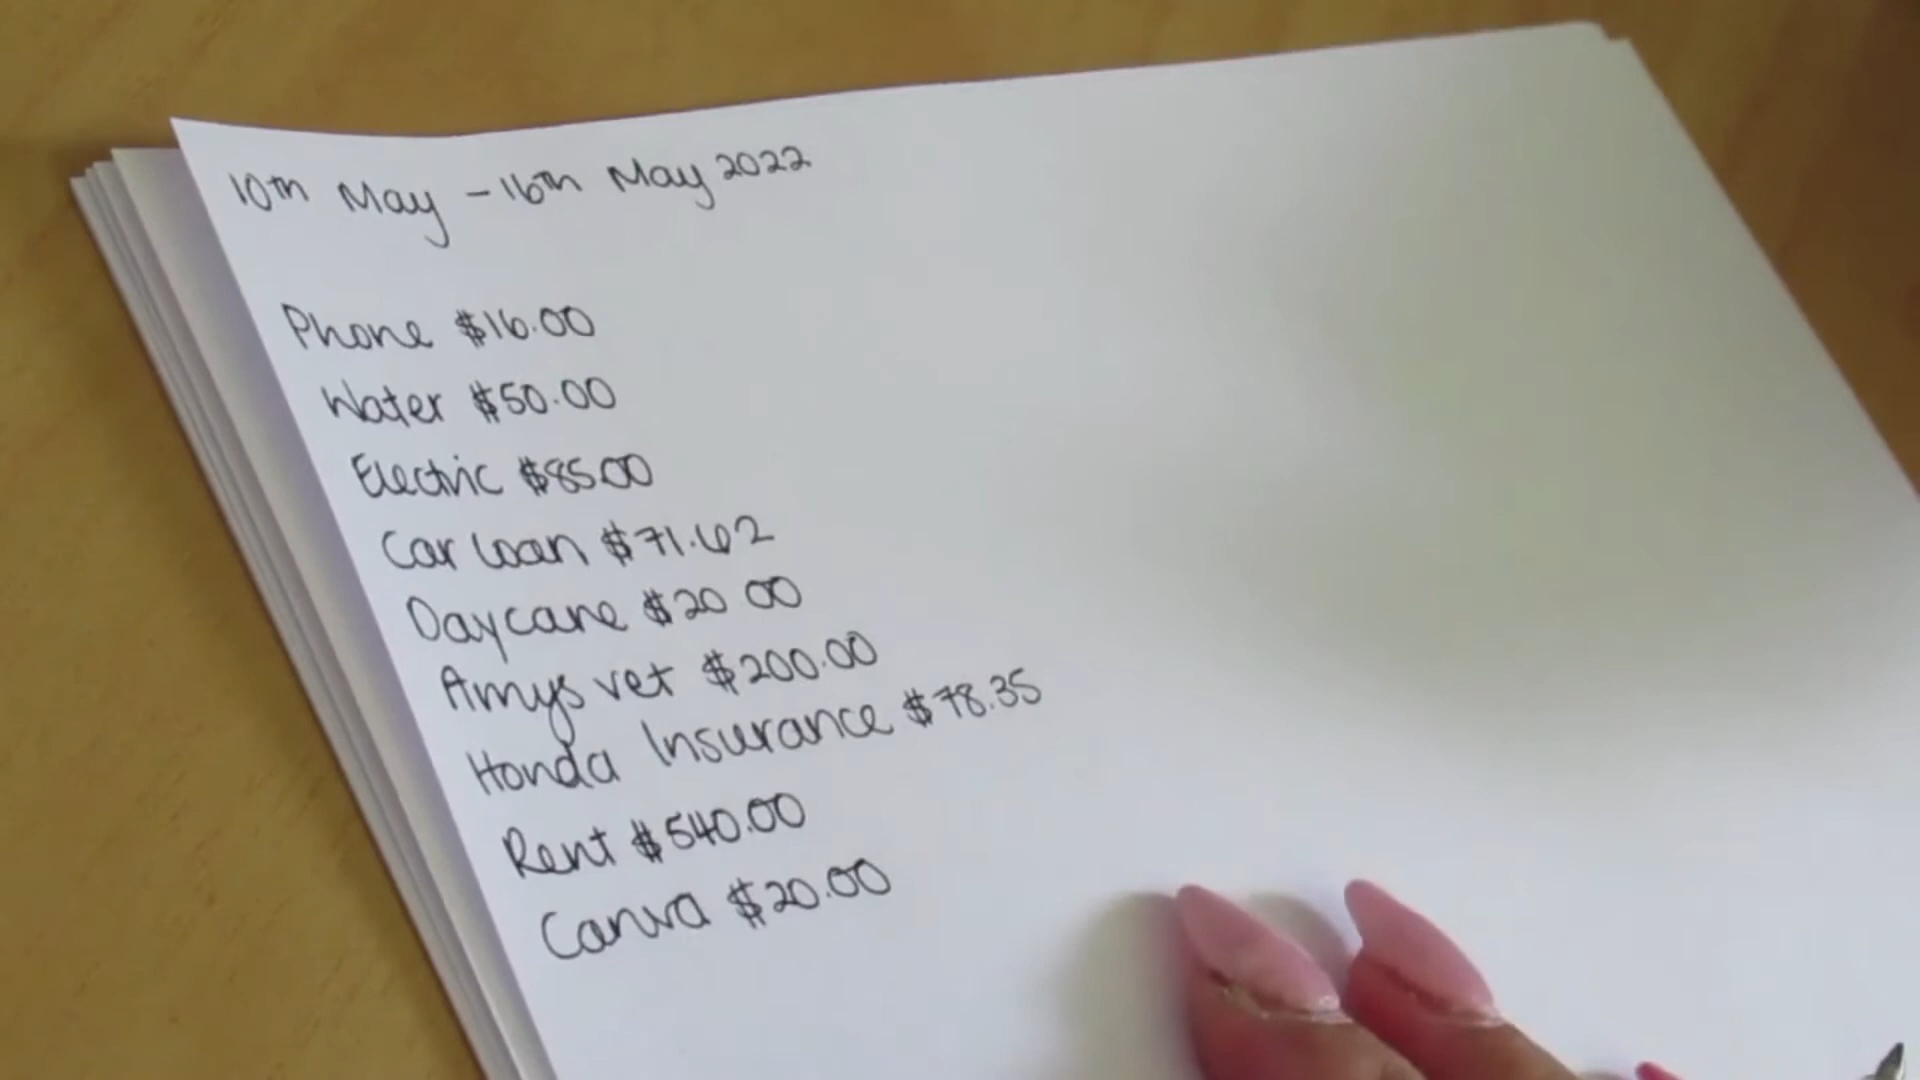 10th May - 16th May 2022
Phone $16.00
Water $50.00
Electric $85.00
Car loan $71.62
Daycare $20.00
Amys vet $200.00
Honda Insurance $78.35
Rent $540.00
Canva $20.00